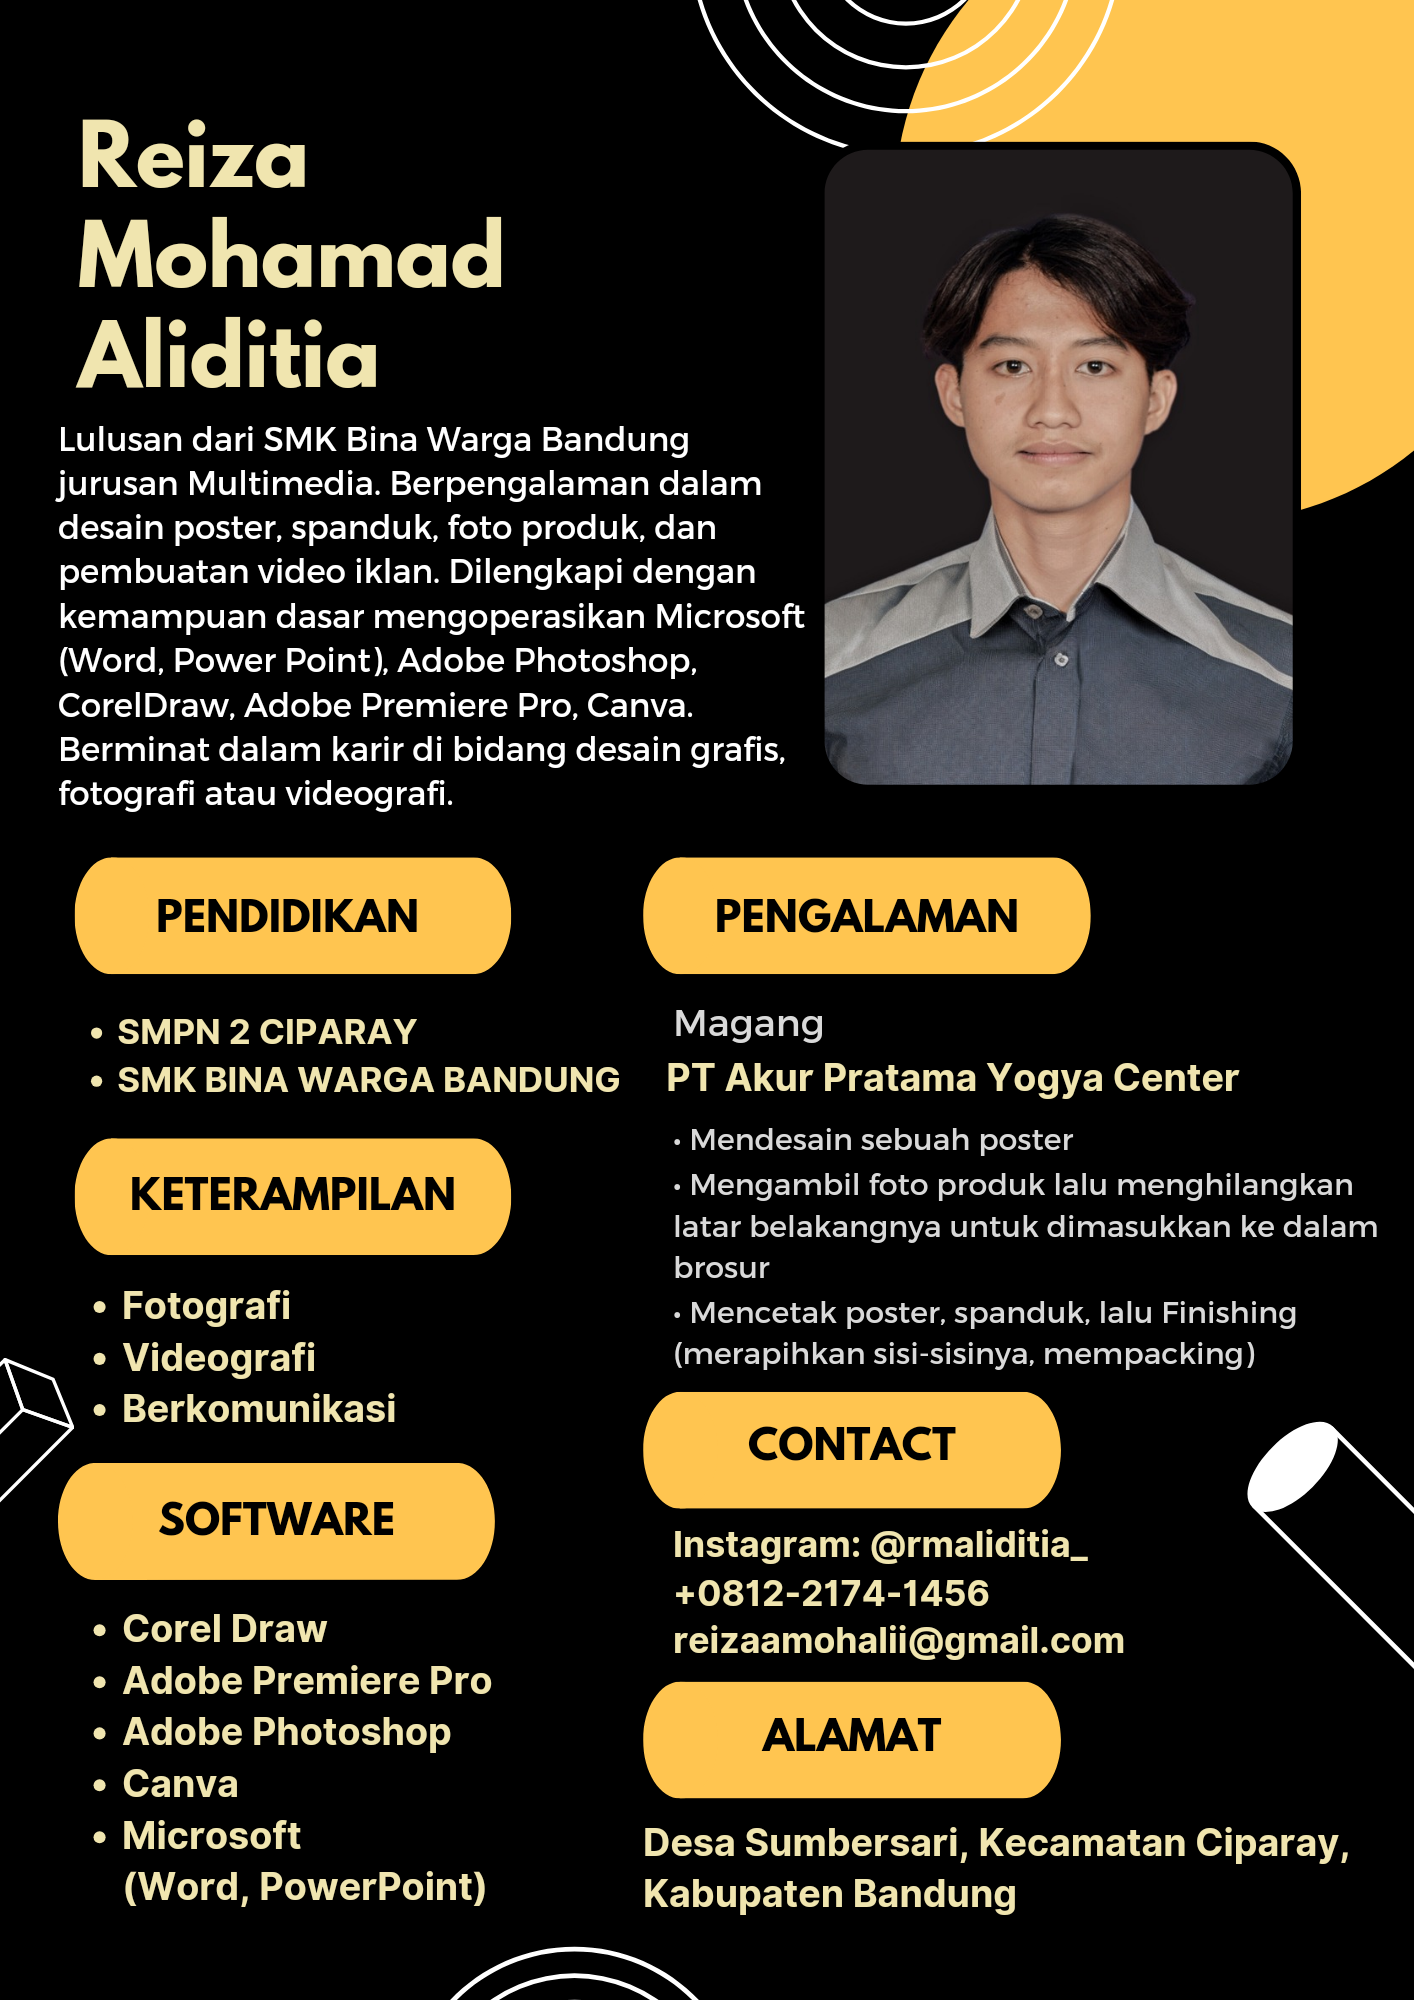 Reiza
Mohamad
Aliditia
Lulusan dari SMK Bina Warga Bandung
jurusan Multimedia. Berpengalaman dalam
desain poster, spanduk, foto produk, dan
pembuatan video iklan. Dilengkapi dengan
kemampuan dasar mengoperasikan Microsoft
(Word, Power Point), Adobe Photoshop,
CorelDraw, Adobe Premiere Pro, Canva.
Berminat dalam karir di bidang desain grafis,
fotografi atau videografi.
PENDIDIKAN
• SMPN 2 CIPARAY
• SMK BINA WARGA BANDUNG
KETERAMPILAN
• Fotografi
• Videografi
• Berkomunikasi
SOFTWARE
• Corel Draw
• Adobe Premiere Pro
• Adobe Photoshop
• Canva
• Microsoft
(Word, PowerPoint)
PENGALAMAN
Magang
PT Akur Pratama Yogya Center
• Mendesain sebuah poster
• Mengambil foto produk lalu menghilangkan
latar belakangnya untuk dimasukkan ke dalam
brosur
• Mencetak poster, spanduk, lalu Finishing
(merapihkan sisi-sisinya, mempacking)
CONTACT
Instagram: @rmaliditia_
+0812-2174-1456
reizaamohalii@gmail.com
ALAMAT
Desa Sumbersari, Kecamatan Ciparay,
Kabupaten Bandung